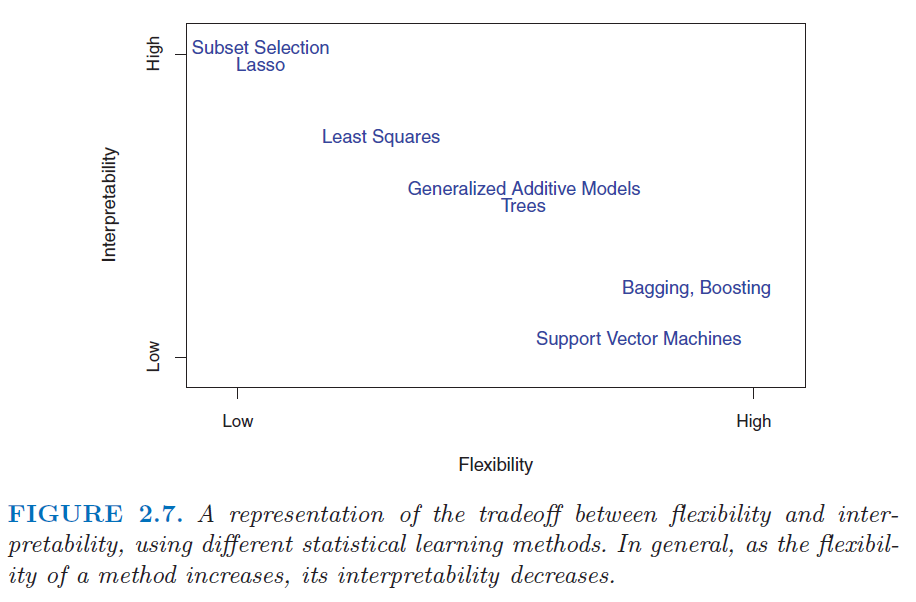 High
Subset Selection
Lasso
Least Squares
Interpretability
Generalized Additive Models
Trees
Bagging, Boosting
Support Vector Machines
Low
Low
High
Flexibility
FIGURE 2.7. A representation of the tradeoff between flexibility and inter-
pretability, using different statistical learning methods. In general, as the flexibil-
ity of a method increases, its interpretability decreases.